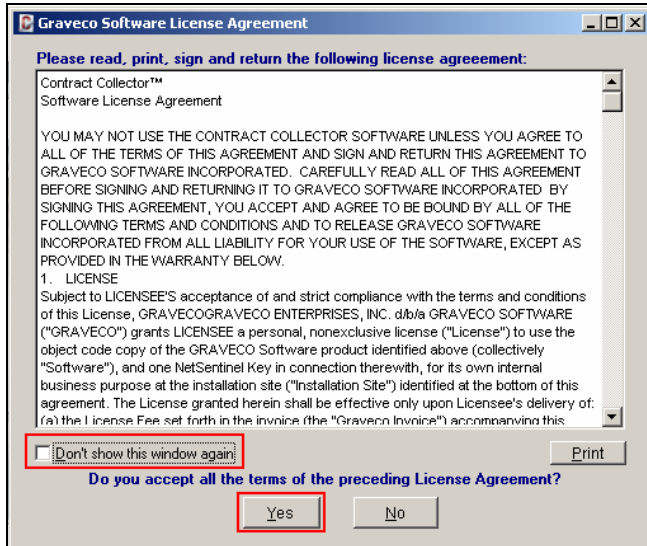 Graveco Software License Agreement
Please read, print, sign and return the following license agreeement:
Contract Collector™
Software License Agreement
YOU MAY NOT USE THE CONTRACT COLLECTOR SOFTWARE UNLESS YOU AGREE TO
ALL OF THE TERMS OF THIS AGREEMENT AND SIGN AND RETURN THIS AGREEMENT TO
GRAVECO SOFTWARE INCORPORATED. CAREFULLY READ ALL OF THIS AGREEMENT
BEFORE SIGNING AND RETURNING IT TO GRAVECO SOFTWARE INCORPORATED BY
SIGNING THIS AGREEMENT, YOU ACCEPT AND AGREE TO BE BOUND BY ALL OF THE
FOLLOWING TERMS AND CONDITIONS AND TO RELEASE GRAVECO SOFTWARE
INCORPORATED FROM ALL LIABILITY FOR YOUR USE OF THE SOFTWARE, EXCEPT AS
PROVIDED IN THE WARRANTY BELOW.
1. LICENSE
Subject to LICENSEE'S acceptance of and strict compliance with the terms and conditions
of this License, GRAVECOGRAVECO ENTERPRISES, INC. d/b/a GRAVECO SOFTWARE
("GRAVECO") grants LICENSEE a personal, nonexclusive license ("License") to use the
object code copy of the GRAVECO Software product identified above (collectively
"Software"), and one NetSentinel Key in connection therewith, for its own internal
business purpose at the installation site ("Installation Site") identified at the bottom of this
agreement. The License granted herein shall be effective only upon Licensee's delivery of:
(a) the License Fee set forth in the invoice (the "Graveco Invoice") accompanying this
Don't show this window again
Print
Do you accept all the terms of the preceding License Agreement?
Yes
No